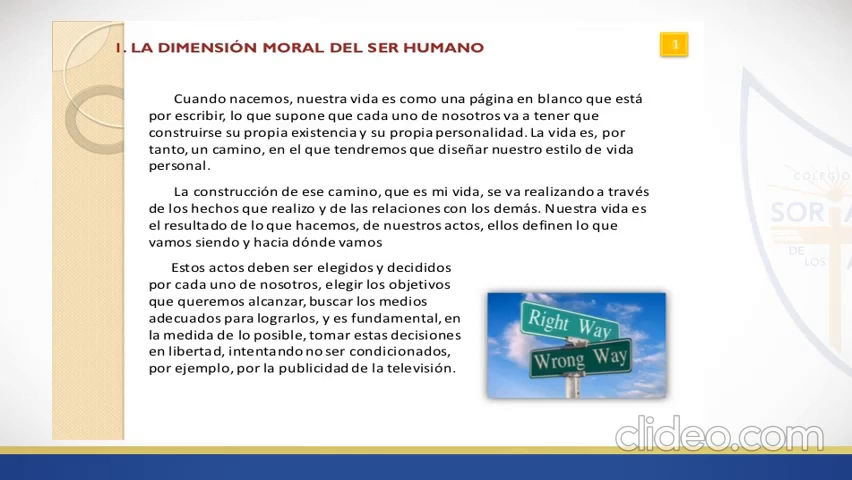 I. LA DIMENSIÓN MORAL DEL SER HUMANO
1
Cuando nacemos, nuestra vida es como una página en blanco que está
por escribir, lo que supone que cada uno de nosotros va a tener que
construirse su propia existencia y su propia personalidad. La vida es, por
tanto, un camino, en el que tendremos que diseñar nuestro estilo de vida
personal.
La construcción de ese camino, que es mi vida, se va realizando a través
de los hechos que realizo y de las relaciones con los demás. Nuestra vida es
el resultado de lo que hacemos, de nuestros actos, ellos definen lo que
vamos siendo y hacia dónde vamos
Estos actos deben ser elegidos y decididos
por cada uno de nosotros, elegir los objetivos
que queremos alcanzar, buscar los medios
adecuados para lograrlos, y es fundamental, en
la medida de lo posible, tomar estas decisiones
en libertad, intentando no ser condicionados,
por ejemplo, por la publicidad de la televisión.
Right Way
Wrong Way
COLEGIO
DE LOS
clideo.com